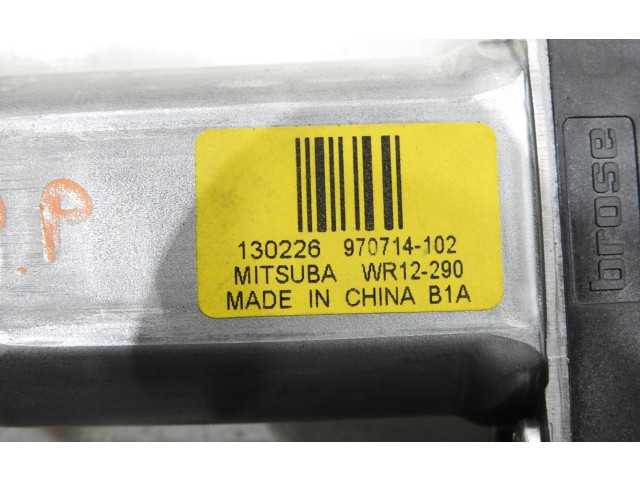 P.P
130226 970714-102
MITSUBA WR12-290
MADE IN CHINA B1A
brose